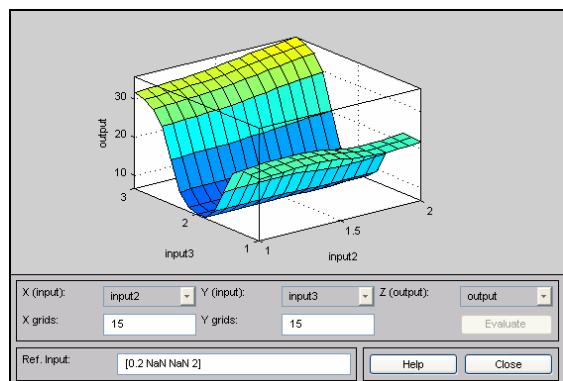 output
30
20
10
3
2
1
input3
1
1.5
2
input2
X (input):
input2
Y (input):
input3
Z (output):
output
X grids:
15
Y grids:
15
Evaluate
Ref. Input:
[0.2 NaN NaN 2]
Help
Close